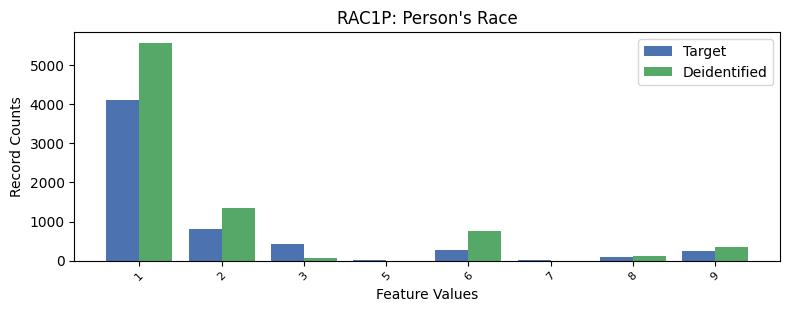 RAC1P: Person's Race
Target
Deidentified
Record Counts
5000
4000
3000
2000
1000
0
1 2 3 5 6 7 8 9
Feature Values